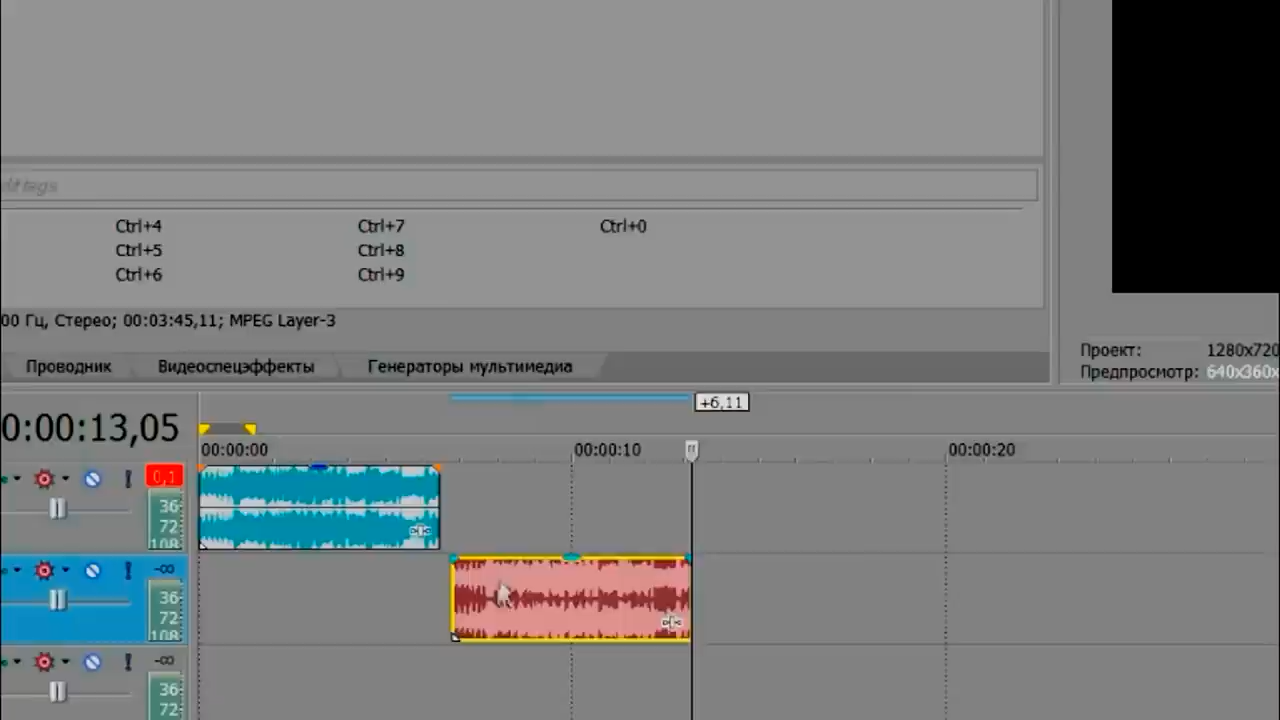 Ctrl+4 Ctrl+7 Ctrl+0
Ctrl+5 Ctrl+8
Ctrl+6 Ctrl+9
00 Гц, Стерео; 00:03:45,11; MPEG Layer-3
Проводник Видеоспецэффекты Генераторы мультимедиа
Проект: 1280x720
Предпросмотр: 640x360x
+6,11
0:00:13,05
00:00:00 00:00:10 00:00:20
0,1
36
72
108
-∞
36
72
108
-∞
36
72